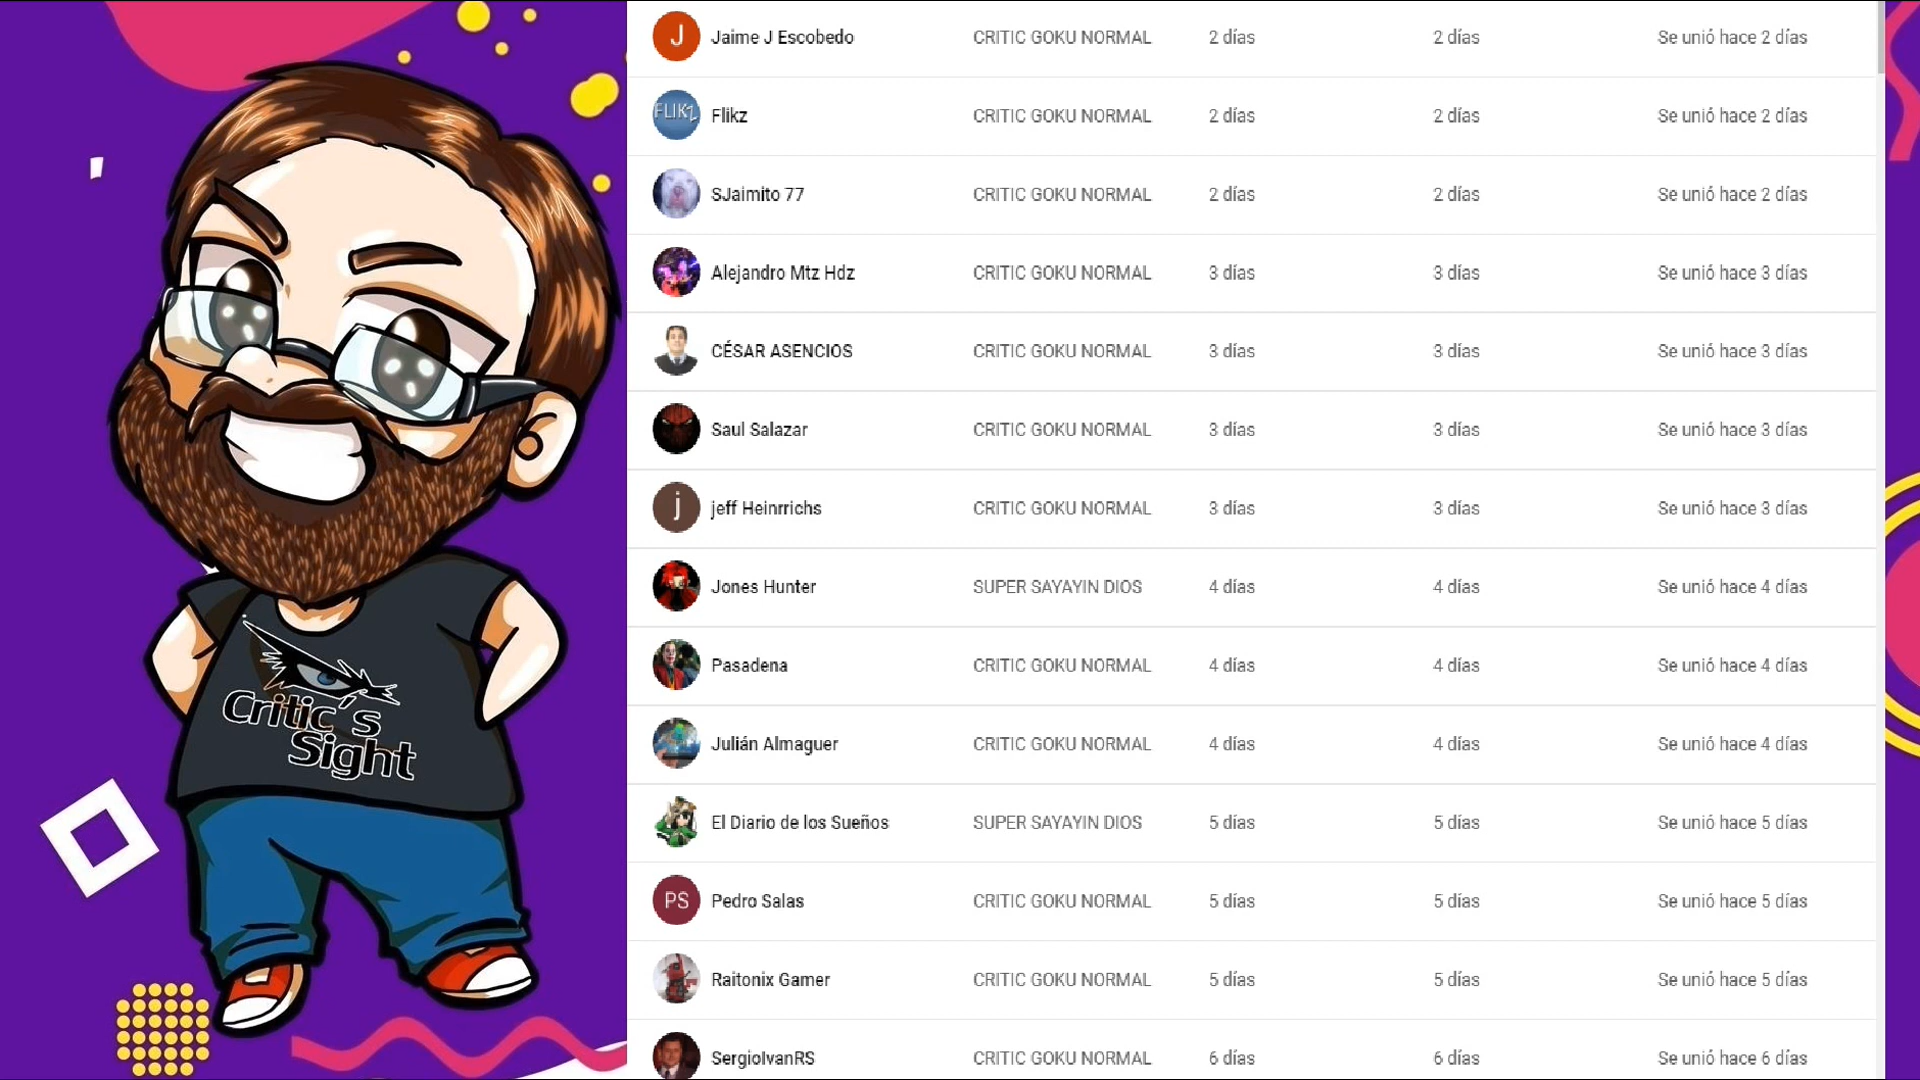 J Jaime J Escobedo CRITIC GOKU NORMAL 2 días 2 días Se unió hace 2 días
FLIKZ Flikz CRITIC GOKU NORMAL 2 días 2 días Se unió hace 2 días
SJaimito 77 CRITIC GOKU NORMAL 2 días 2 días Se unió hace 2 días
Alejandro Mtz Hdz CRITIC GOKU NORMAL 3 días 3 días Se unió hace 3 días
CÉSAR ASENCIOS CRITIC GOKU NORMAL 3 días 3 días Se unió hace 3 días
Saul Salazar CRITIC GOKU NORMAL 3 días 3 días Se unió hace 3 días
j jeff Heinrrichs CRITIC GOKU NORMAL 3 días 3 días Se unió hace 3 días
Jones Hunter SUPER SAYAYIN DIOS 4 días 4 días Se unió hace 4 días
Pasadena CRITIC GOKU NORMAL 4 días 4 días Se unió hace 4 días
Julián Almaguer CRITIC GOKU NORMAL 4 días 4 días Se unió hace 4 días
El Diario de los Sueños SUPER SAYAYIN DIOS 5 días 5 días Se unió hace 5 días
PS Pedro Salas CRITIC GOKU NORMAL 5 días 5 días Se unió hace 5 días
Raitonix Gamer CRITIC GOKU NORMAL 5 días 5 días Se unió hace 5 días
SergioIvanRS CRITIC GOKU NORMAL 6 días 6 días Se unió hace 6 días
Critic´s
Sight